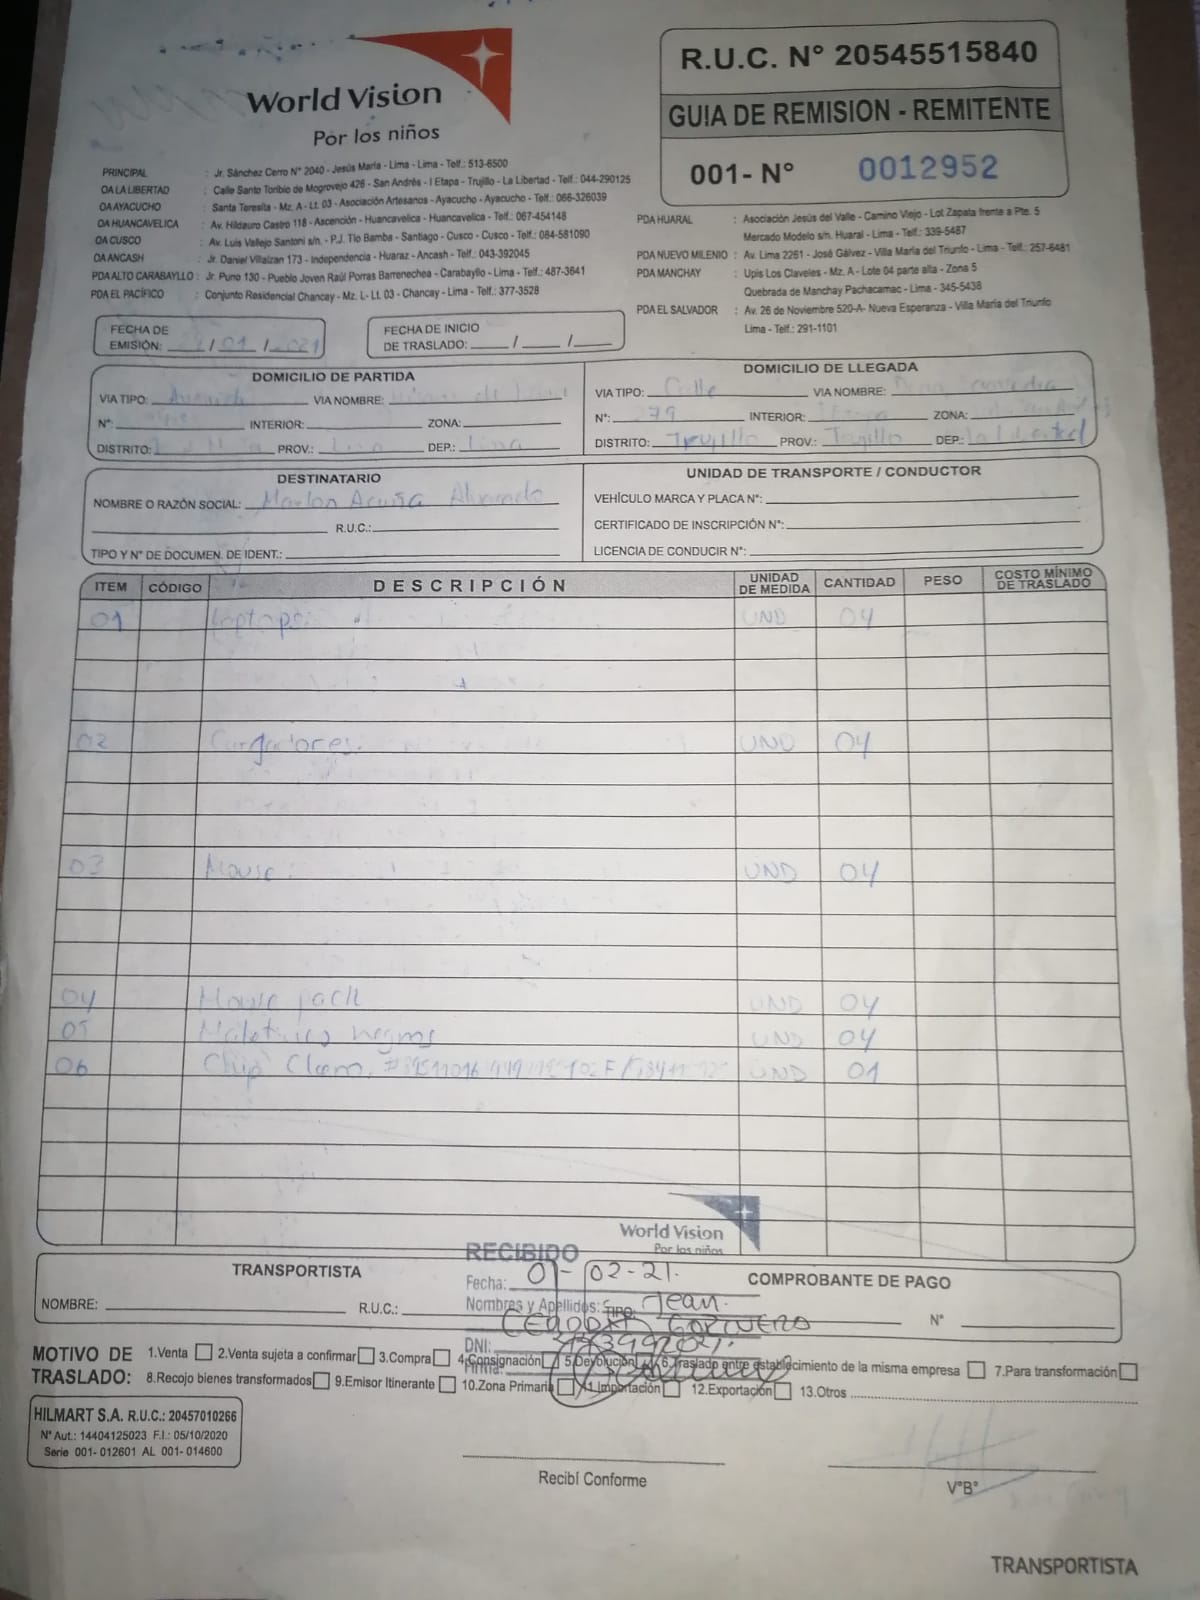 World Vision
Por los niños
R.U.C. N° 20545515840
GUIA DE REMISION - REMITENTE
001- N° 0012952
PRINCIPAL : Jr. Sánchez Cerro N° 2040 - Jesús María - Lima - Lima - Telf.: 513-6500
OA LA LIBERTAD : Calle Santo Toribio de Mogrovejo 426 - San Andrés - I Etapa - Trujillo - La Libertad - Telf.: 044-290125
OA AYACUCHO : Santa Teresita - Mz. A - Lt. 03 - Asociación Artesanos - Ayacucho - Ayacucho - Telf.: 066-326039
OA HUANCAVELICA : Av. Hildauro Castro 118 - Ascención - Huancavelica - Huancavelica - Telf.: 067-454148
OA CUSCO : Av. Luis Vallejo Santoni s/n. - P.J. Tío Bamba - Santiago - Cusco - Cusco - Telf.: 084-581090
OA ANCASH : Jr. Daniel Villaizan 173 - Independencia - Huaraz - Ancash - Telf.: 043-392045
PDA ALTO CARABAYLLO : Jr. Puno 130 - Pueblo Joven Raúl Porras Barrenechea - Carabayllo - Lima - Telf.: 487-3641
PDA EL PACÍFICO : Conjunto Residencial Chancay - Mz. L - Lt. 03 - Chancay - Lima - Telf.: 377-3528
PDA HUARAL : Asociación Jesús del Valle - Camino Viejo - Lot Zapata frente a Pte. 5
Mercado Modelo s/n. Huaral - Lima - Telf.: 339-5487
PDA NUEVO MILENIO : Av. Lima 2261 - José Gálvez - Villa María del Triunfo - Lima - Telf.: 257-6481
PDA MANCHAY : Upis Los Claveles - Mz. A - Lote 04 parte alta - Zona 5
Quebrada de Manchay Pachacamac - Lima - 345-5438
PDA EL SALVADOR : Av. 26 de Noviembre 520-A- Nueva Esperanza - Villa María del Triunfo
Lima - Telf.: 291-1101
FECHA DE
EMISIÓN: / 01 / 2021
FECHA DE INICIO
DE TRASLADO: / /
DOMICILIO DE PARTIDA
VIA TIPO: VIA NOMBRE:
N°: INTERIOR: ZONA:
DISTRITO: PROV.: Lima DEP.: Lima
DOMICILIO DE LLEGADA
VIA TIPO: Calle VIA NOMBRE:
N°: 279 INTERIOR: ZONA:
DISTRITO: Trujillo PROV.: Trujillo DEP.: La libertad
DESTINATARIO
NOMBRE O RAZÓN SOCIAL: Marlon Acuña Alvarado
R.U.C.:
TIPO Y N° DE DOCUMEN. DE IDENT.:
UNIDAD DE TRANSPORTE / CONDUCTOR
VEHÍCULO MARCA Y PLACA N°:
CERTIFICADO DE INSCRIPCIÓN N°:
LICENCIA DE CONDUCIR N°:
ITEM CÓDIGO DESCRIPCIÓN UNIDAD DE MEDIDA CANTIDAD PESO COSTO MÍNIMO DE TRASLADO
01 Laptops: UND 04
02 Cargadores: UND 04
03 Mouse: UND 04
04 Mouse pack UND 04
05 Maletines negros UND 04
06 Chip UND 01
World Vision
Por los niños
RECIBIDO
Fecha: 01-02-21.
Nombres y Apellidos: Jean
DNI:
Firma:
TRANSPORTISTA
NOMBRE: R.U.C.:
COMPROBANTE DE PAGO
TIPO: N°
MOTIVO DE TRASLADO: 1.Venta 2.Venta sujeta a confirmar 3.Compra 4.Consignación 5.Devolución 6.Traslado entre establecimiento de la misma empresa 7.Para transformación
8.Recojo bienes transformados 9.Emisor Itinerante 10.Zona Primaria 11.Importación 12.Exportación 13.Otros
HILMART S.A. R.U.C.: 20457010266
N° Aut.: 14404125023 F.I.: 05/10/2020
Serie 001- 012601 AL 001- 014600
Recibí Conforme
V°B°
TRANSPORTISTA